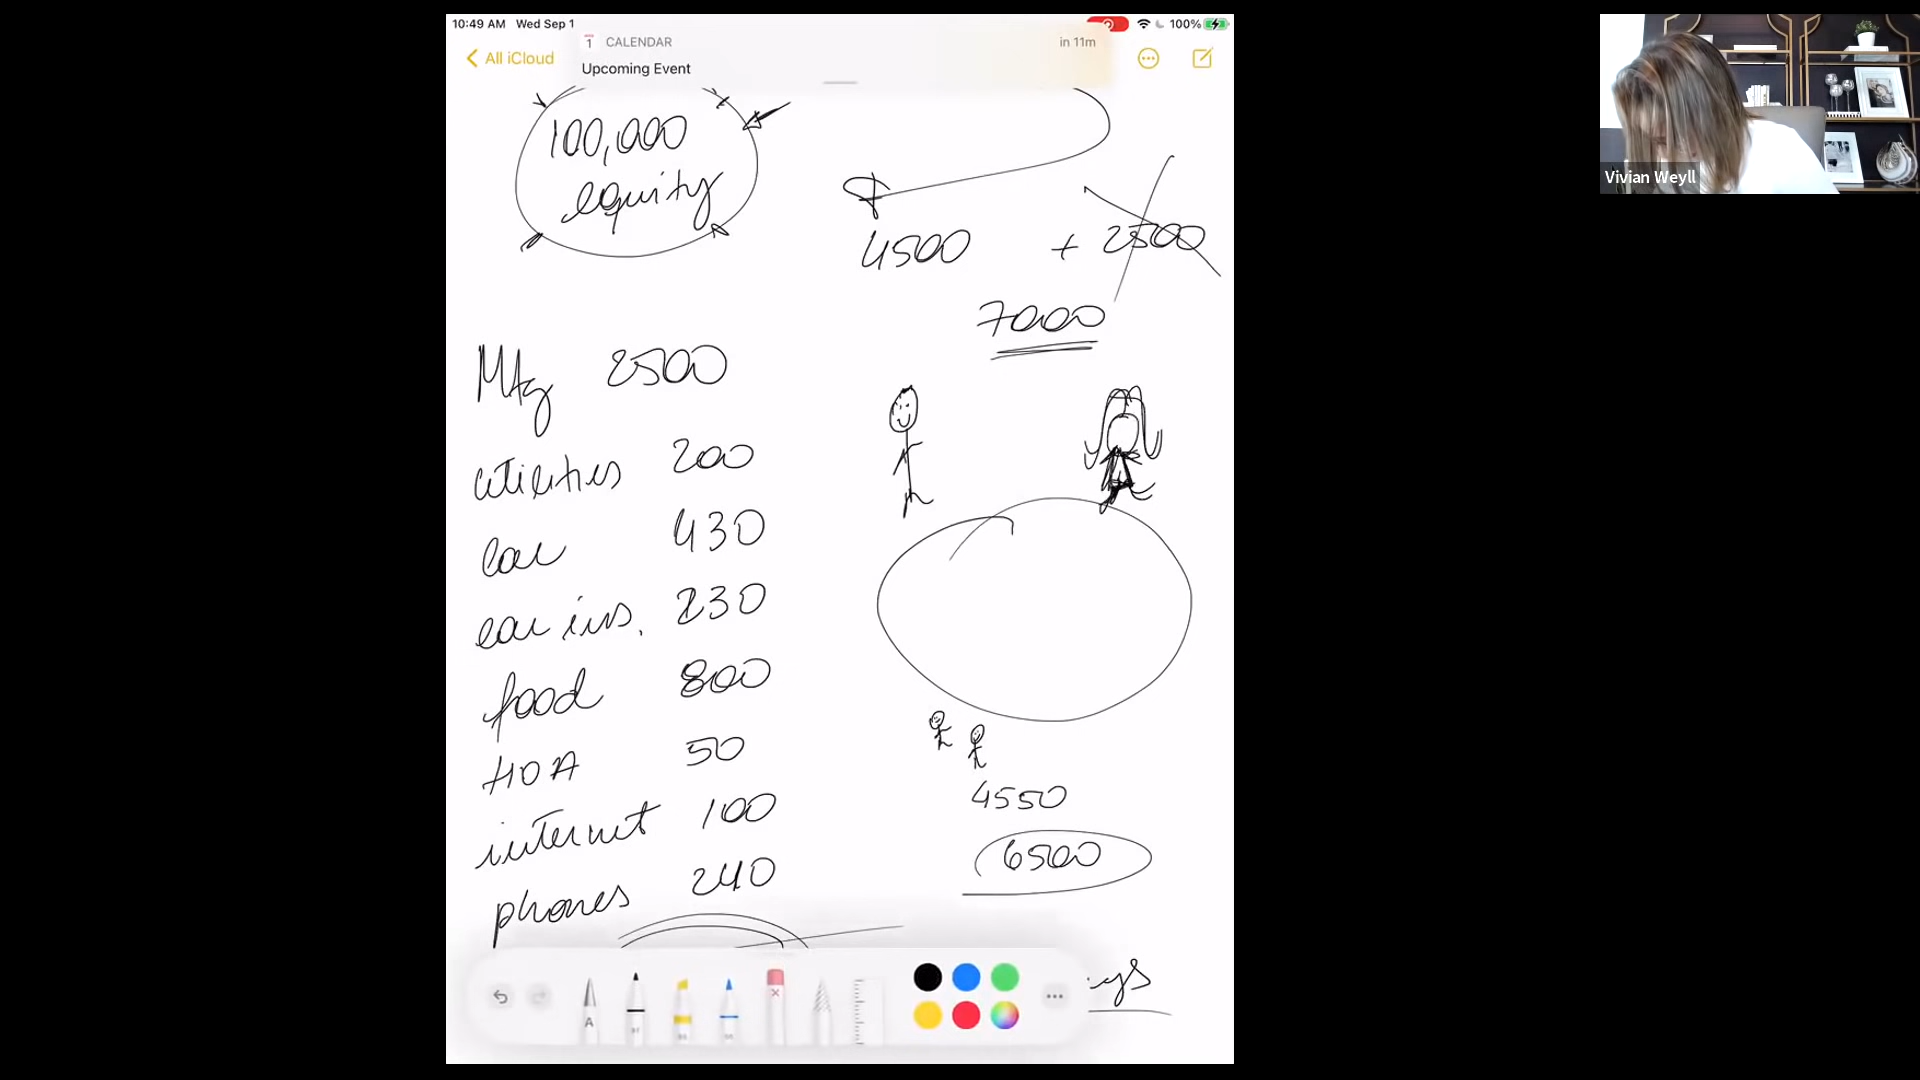 10:49 AM Wed Sep 1
100%
All iCloud
1 CALENDAR
in 11m
Upcoming Event
100,000
equity
4500 + 2500
7000
Mtg 2500
utilities 200
car 430
car ins. 230
food 800
HOA 50
internet 100
phones 240
4550
6500
Vivian Weyll